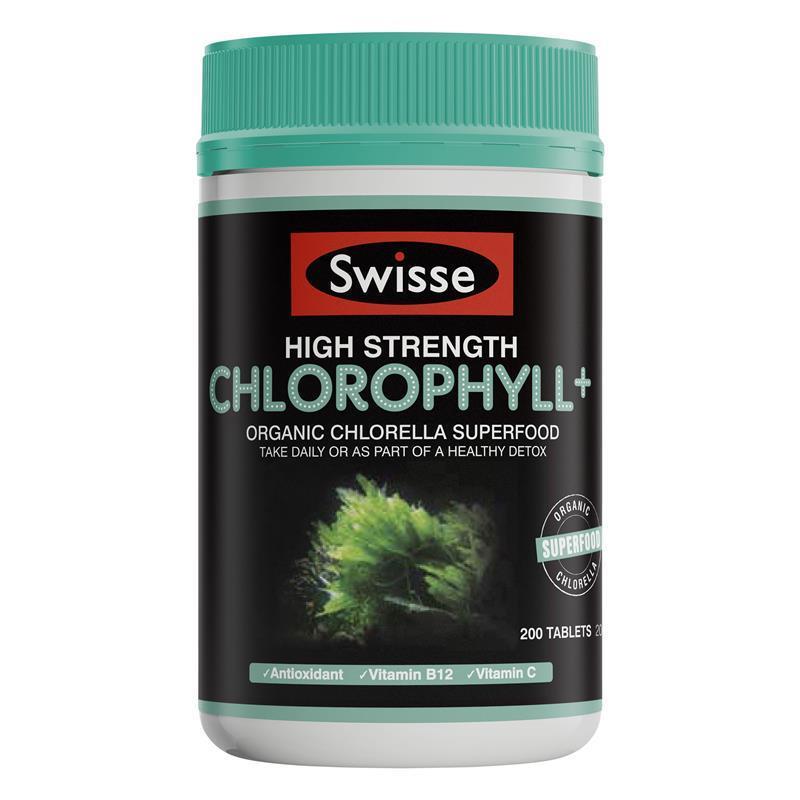 Swisse
HIGH STRENGTH
CHLOROPHYLL+
ORGANIC CHLORELLA SUPERFOOD
TAKE DAILY OR AS PART OF A HEALTHY DETOX
ORGANIC
SUPERFOOD
CHLORELLA
200 TABLETS
✓Antioxidant ✓Vitamin B12 ✓Vitamin C